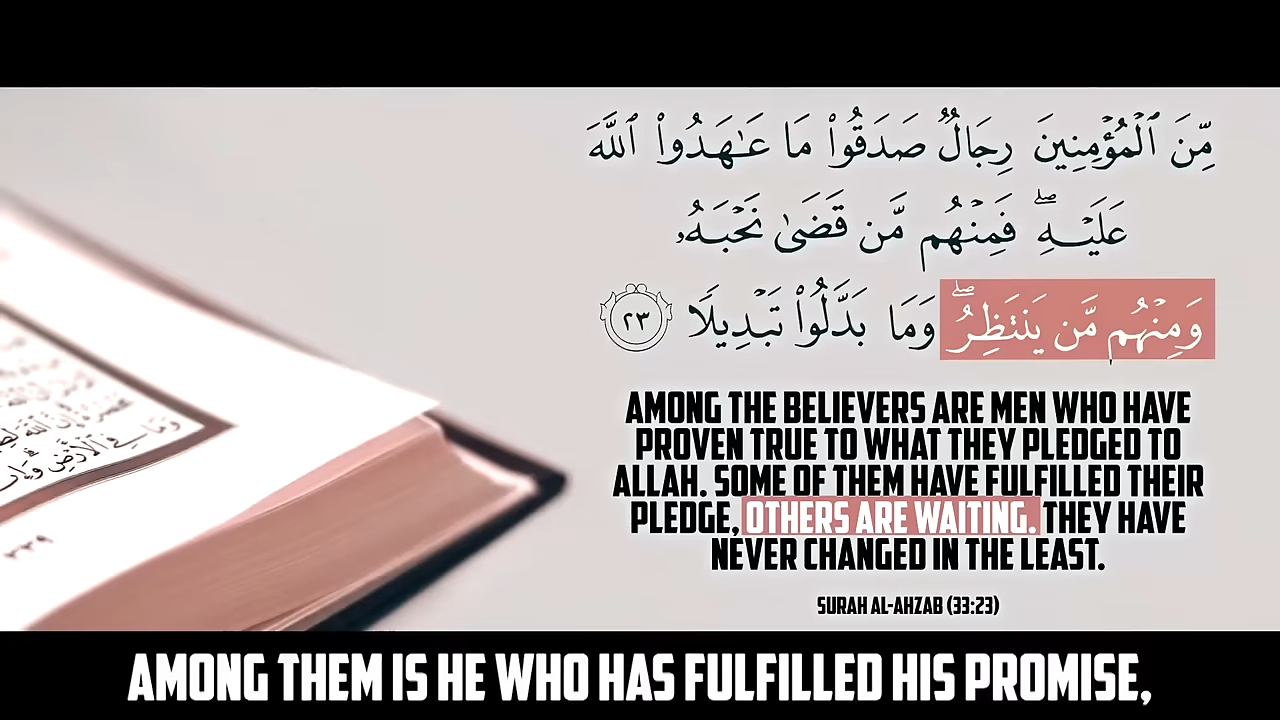 مِّنَ ٱلْمُؤْمِنِينَ رِجَالٌ صَدَقُوا۟ مَا عَـٰهَدُوا۟ ٱللَّهَ
عَلَيْهِ ۖ فَمِنْهُم مَّن قَضَىٰ نَحْبَهُۥ
وَمِنْهُم مَّن يَنتَظِرُ ۖ وَمَا بَدَّلُوا۟ تَبْدِيلًا ٢٣
AMONG THE BELIEVERS ARE MEN WHO HAVE
PROVEN TRUE TO WHAT THEY PLEDGED TO
ALLAH. SOME OF THEM HAVE FULFILLED THEIR
PLEDGE, OTHERS ARE WAITING. THEY HAVE
NEVER CHANGED IN THE LEAST.
SURAH AL-AHZAB (33:23)
AMONG THEM IS HE WHO HAS FULFILLED HIS PROMISE,